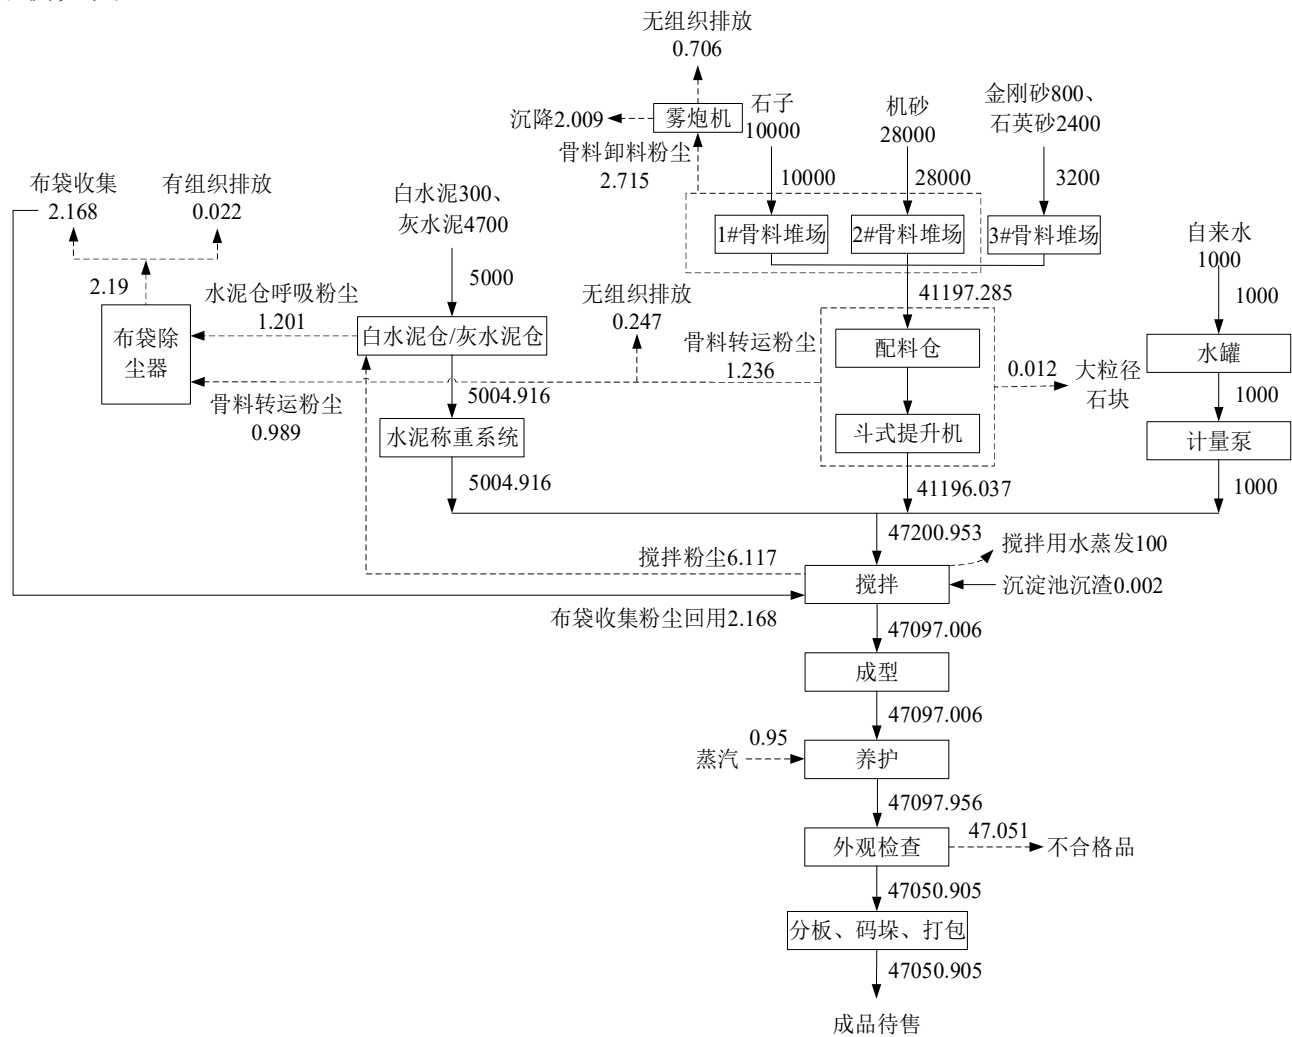 无组织排放
0.706
沉降2.009
雾炮机
石子
10000
机砂
28000
金刚砂800、
石英砂2400
骨料卸料粉尘
2.715
10000
28000
3200
布袋收集
2.168
有组织排放
0.022
白水泥300、
灰水泥4700
1#骨料堆场
2#骨料堆场
3#骨料堆场
自来水
1000
2.19
水泥仓呼吸粉尘
1.201
5000
无组织排放
0.247
41197.285
1000
布袋除
尘器
白水泥仓/灰水泥仓
骨料转运粉尘
1.236
配料仓
0.012
大粒径
石块
水罐
骨料转运粉尘
0.989
5004.916
1000
水泥称重系统
斗式提升机
计量泵
5004.916
41196.037
1000
47200.953
搅拌粉尘6.117
搅拌用水蒸发100
搅拌
沉淀池沉渣0.002
布袋收集粉尘回用2.168
47097.006
成型
47097.006
蒸汽
0.95
养护
47097.956
外观检查
47.051
不合格品
47050.905
分板、码垛、打包
47050.905
成品待售